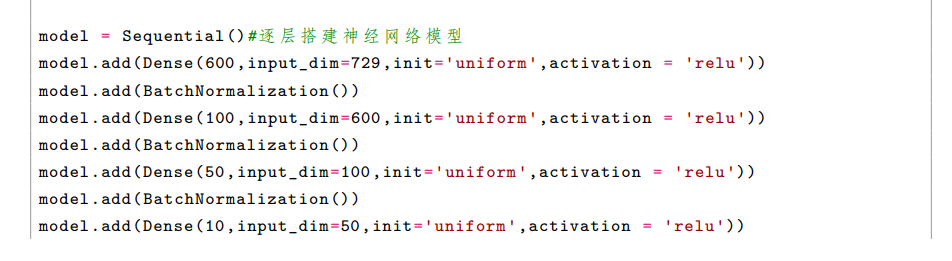 model = Sequential()#逐层搭建神经网络模型
model.add(Dense(600,input_dim=729,init='uniform',activation = 'relu'))
model.add(BatchNormalization())
model.add(Dense(100,input_dim=600,init='uniform',activation = 'relu'))
model.add(BatchNormalization())
model.add(Dense(50,input_dim=100,init='uniform',activation = 'relu'))
model.add(BatchNormalization())
model.add(Dense(10,input_dim=50,init='uniform',activation = 'relu'))